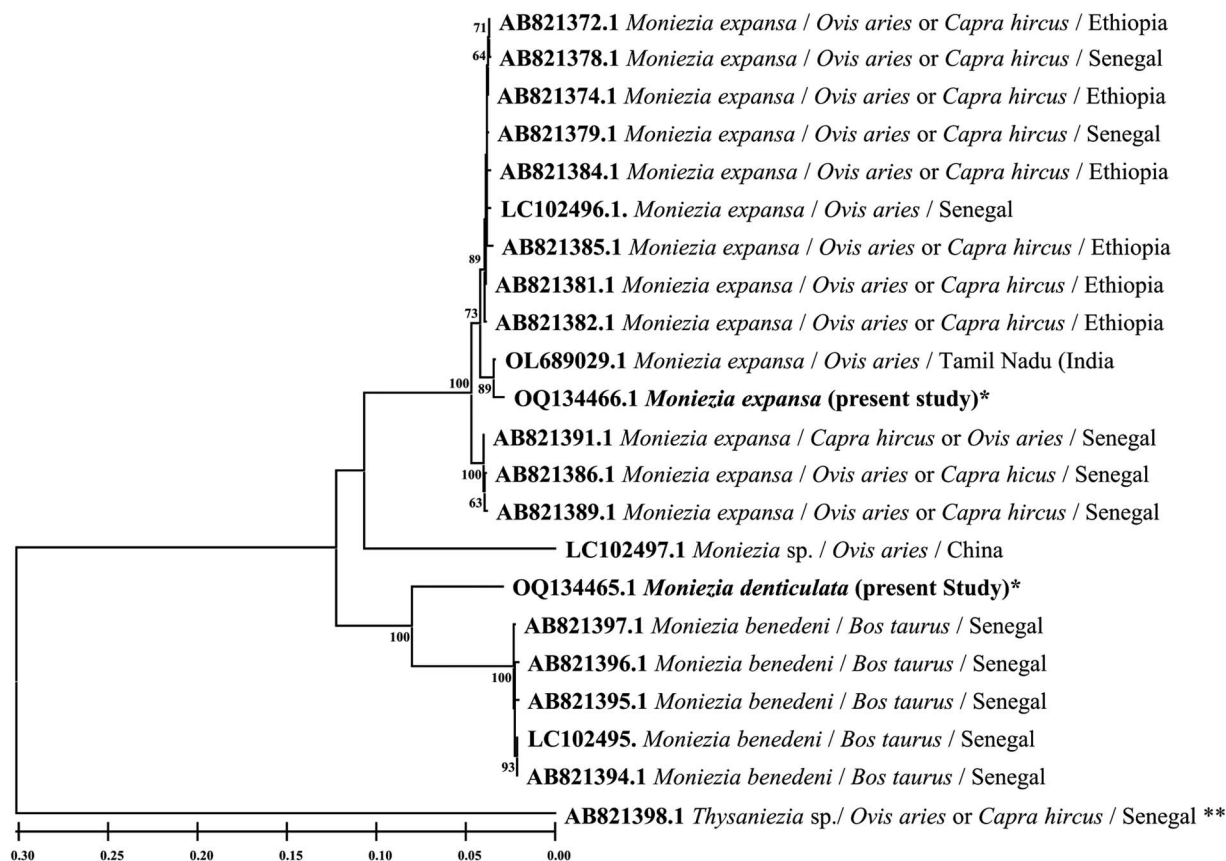 71
AB821372.1 Moniezia expansa / Ovis aries or Capra hircus / Ethiopia
64
AB821378.1 Moniezia expansa / Ovis aries or Capra hircus / Senegal
AB821374.1 Moniezia expansa / Ovis aries or Capra hircus / Ethiopia
AB821379.1 Moniezia expansa / Ovis aries or Capra hircus / Senegal
AB821384.1 Moniezia expansa / Ovis aries or Capra hircus / Ethiopia
LC102496.1. Moniezia expansa / Ovis aries / Senegal
AB821385.1 Moniezia expansa / Ovis aries or Capra hircus / Ethiopia
89
AB821381.1 Moniezia expansa / Ovis aries or Capra hircus / Ethiopia
73
AB821382.1 Moniezia expansa / Ovis aries or Capra hircus / Ethiopia
OL689029.1 Moniezia expansa / Ovis aries / Tamil Nadu (India
100
89
OQ134466.1 Moniezia expansa (present study)*
AB821391.1 Moniezia expansa / Capra hircus or Ovis aries / Senegal
100
AB821386.1 Moniezia expansa / Ovis aries or Capra hicus / Senegal
63
AB821389.1 Moniezia expansa / Ovis aries or Capra hircus / Senegal
LC102497.1 Moniezia sp. / Ovis aries / China
OQ134465.1 Moniezia denticulata (present Study)*
100
AB821397.1 Moniezia benedeni / Bos taurus / Senegal
AB821396.1 Moniezia benedeni / Bos taurus / Senegal
100
AB821395.1 Moniezia benedeni / Bos taurus / Senegal
LC102495. Moniezia benedeni / Bos taurus / Senegal
93
AB821394.1 Moniezia benedeni / Bos taurus / Senegal
AB821398.1 Thysaniezia sp./ Ovis aries or Capra hircus / Senegal **
0.30 0.25 0.20 0.15 0.10 0.05 0.00